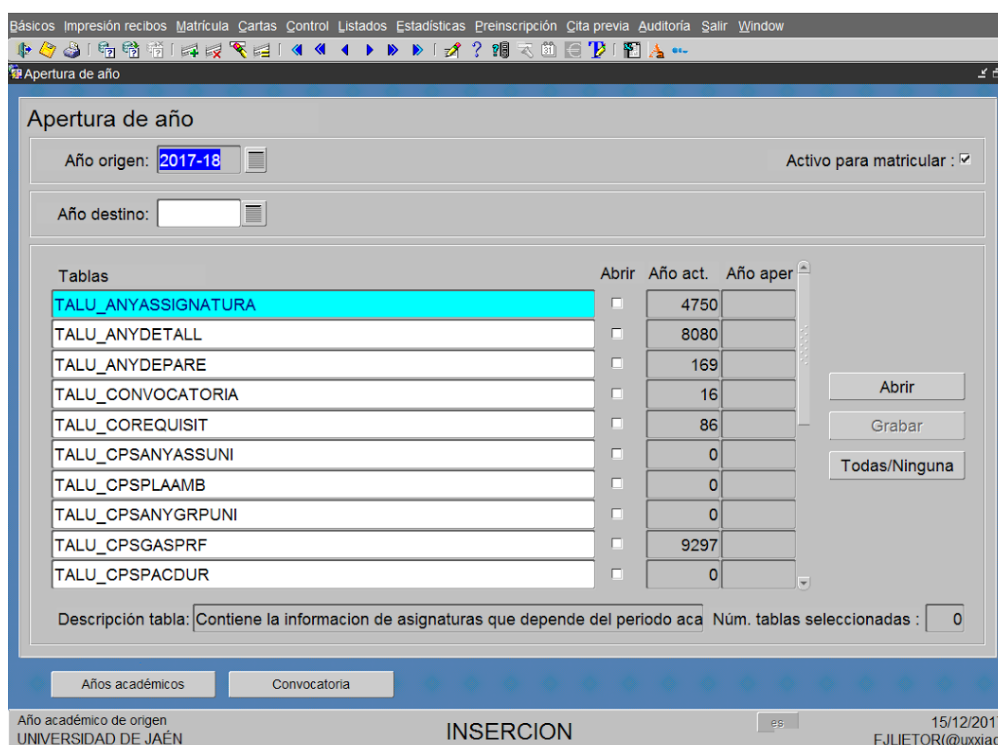 Básicos Impresión recibos Matrícula Cartas Control Listados Estadísticas Preinscripción Cita previa Auditoría Salir Window
Apertura de año
Apertura de año
Año origen: 2017-18 Activo para matricular :
Año destino:
Tablas Abrir Año act. Año aper
TALU_ANYASSIGNATURA 4750
TALU_ANYDETALL 8080
TALU_ANYDEPARE 169
TALU_CONVOCATORIA 16 Abrir
TALU_COREQUISIT 86 Grabar
TALU_CPSANYASSUNI 0 Todas/Ninguna
TALU_CPSPLAAMB 0
TALU_CPSANYGRPUNI 0
TALU_CPSGASPRF 9297
TALU_CPSPACDUR 0
Descripción tabla: Contiene la informacion de asignaturas que depende del periodo aca Núm. tablas seleccionadas : 0
Años académicos Convocatoria
Año académico de origen es 15/12/201
UNIVERSIDAD DE JAÉN INSERCION FJLIETOR(@uxxiac